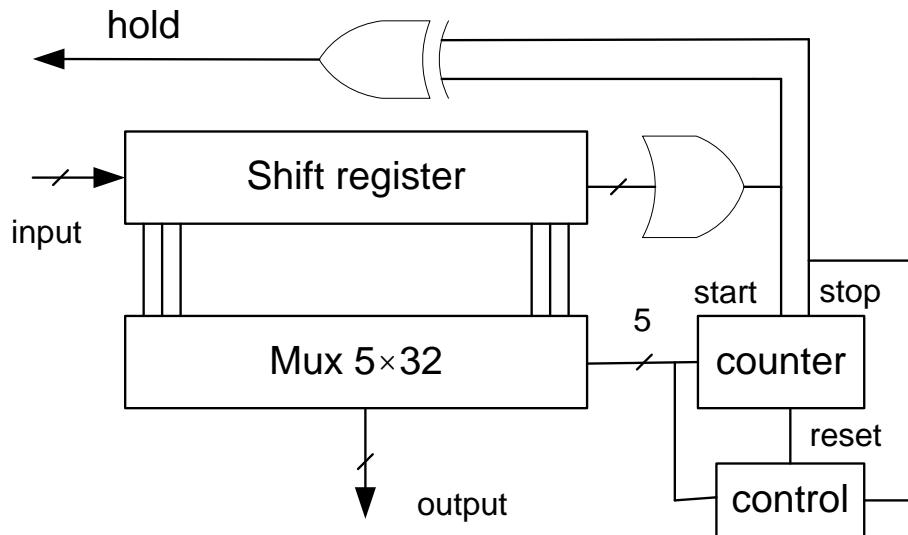 hold
Shift register
input
start
stop
5
Mux 5×32
counter
reset
control
output